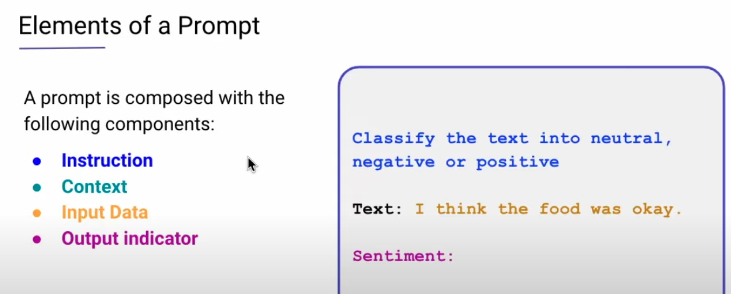 Elements of a Prompt
A prompt is composed with the
following components:
● Instruction
● Context
● Input Data
● Output indicator
Classify the text into neutral,
negative or positive
Text: I think the food was okay.
Sentiment: